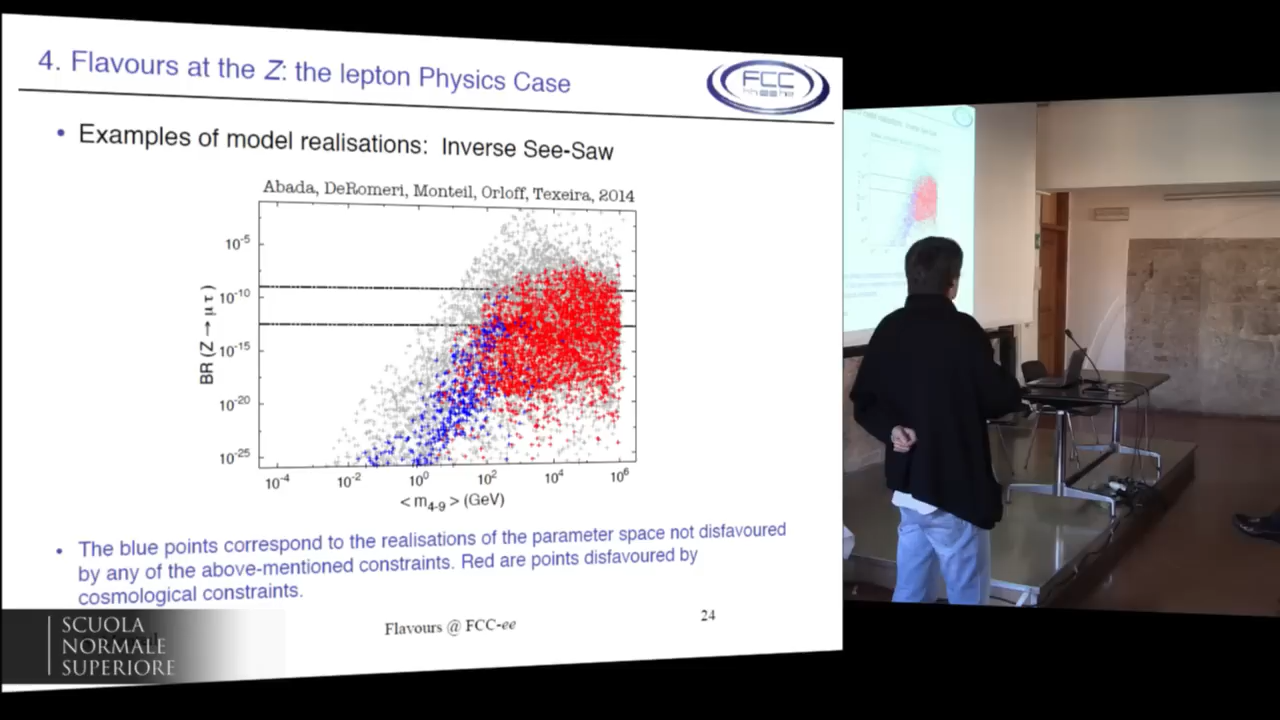 4. Flavours at the Z: the lepton Physics Case
FCC
• Examples of model realisations: Inverse See-Saw
Abada, DeRomeri, Monteil, Orloff, Texeira, 2014
BR (Z → μ τ)
10⁻⁵
10⁻¹⁰
10⁻¹⁵
10⁻²⁰
10⁻²⁵
10⁻⁴ 10⁻² 10⁰ 10² 10⁴ 10⁶
< m₄₋₉ > (GeV)
• The blue points correspond to the realisations of the parameter space not disfavoured
by any of the above-mentioned constraints. Red are points disfavoured by
cosmological constraints.
Flavours @ FCC-ee
24
SCUOLA
NORMALE
SUPERIORE